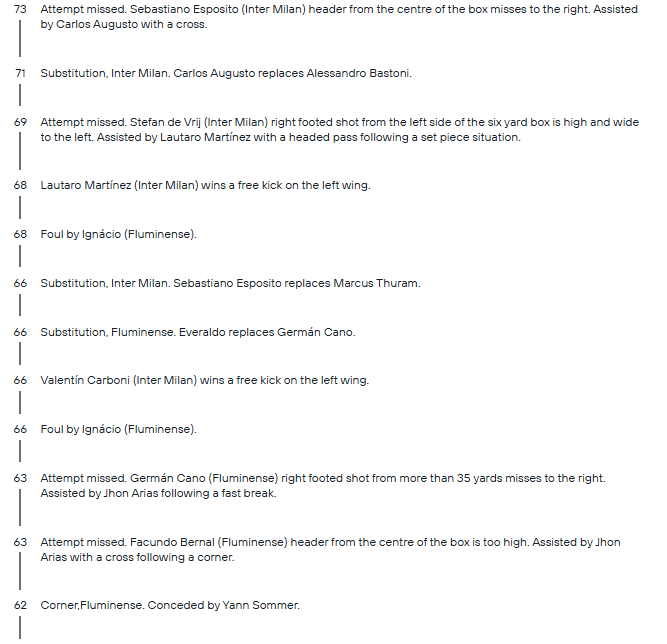 73 Attempt missed. Sebastiano Esposito (Inter Milan) header from the centre of the box misses to the right. Assisted
by Carlos Augusto with a cross.
71 Substitution, Inter Milan. Carlos Augusto replaces Alessandro Bastoni.
69 Attempt missed. Stefan de Vrij (Inter Milan) right footed shot from the left side of the six yard box is high and wide
to the left. Assisted by Lautaro Martínez with a headed pass following a set piece situation.
68 Lautaro Martínez (Inter Milan) wins a free kick on the left wing.
68 Foul by Ignácio (Fluminense).
66 Substitution, Inter Milan. Sebastiano Esposito replaces Marcus Thuram.
66 Substitution, Fluminense. Everaldo replaces Germán Cano.
66 Valentín Carboni (Inter Milan) wins a free kick on the left wing.
66 Foul by Ignácio (Fluminense).
63 Attempt missed. Germán Cano (Fluminense) right footed shot from more than 35 yards misses to the right.
Assisted by Jhon Arias following a fast break.
63 Attempt missed. Facundo Bernal (Fluminense) header from the centre of the box is too high. Assisted by Jhon
Arias with a cross following a corner.
62 Corner,Fluminense. Conceded by Yann Sommer.